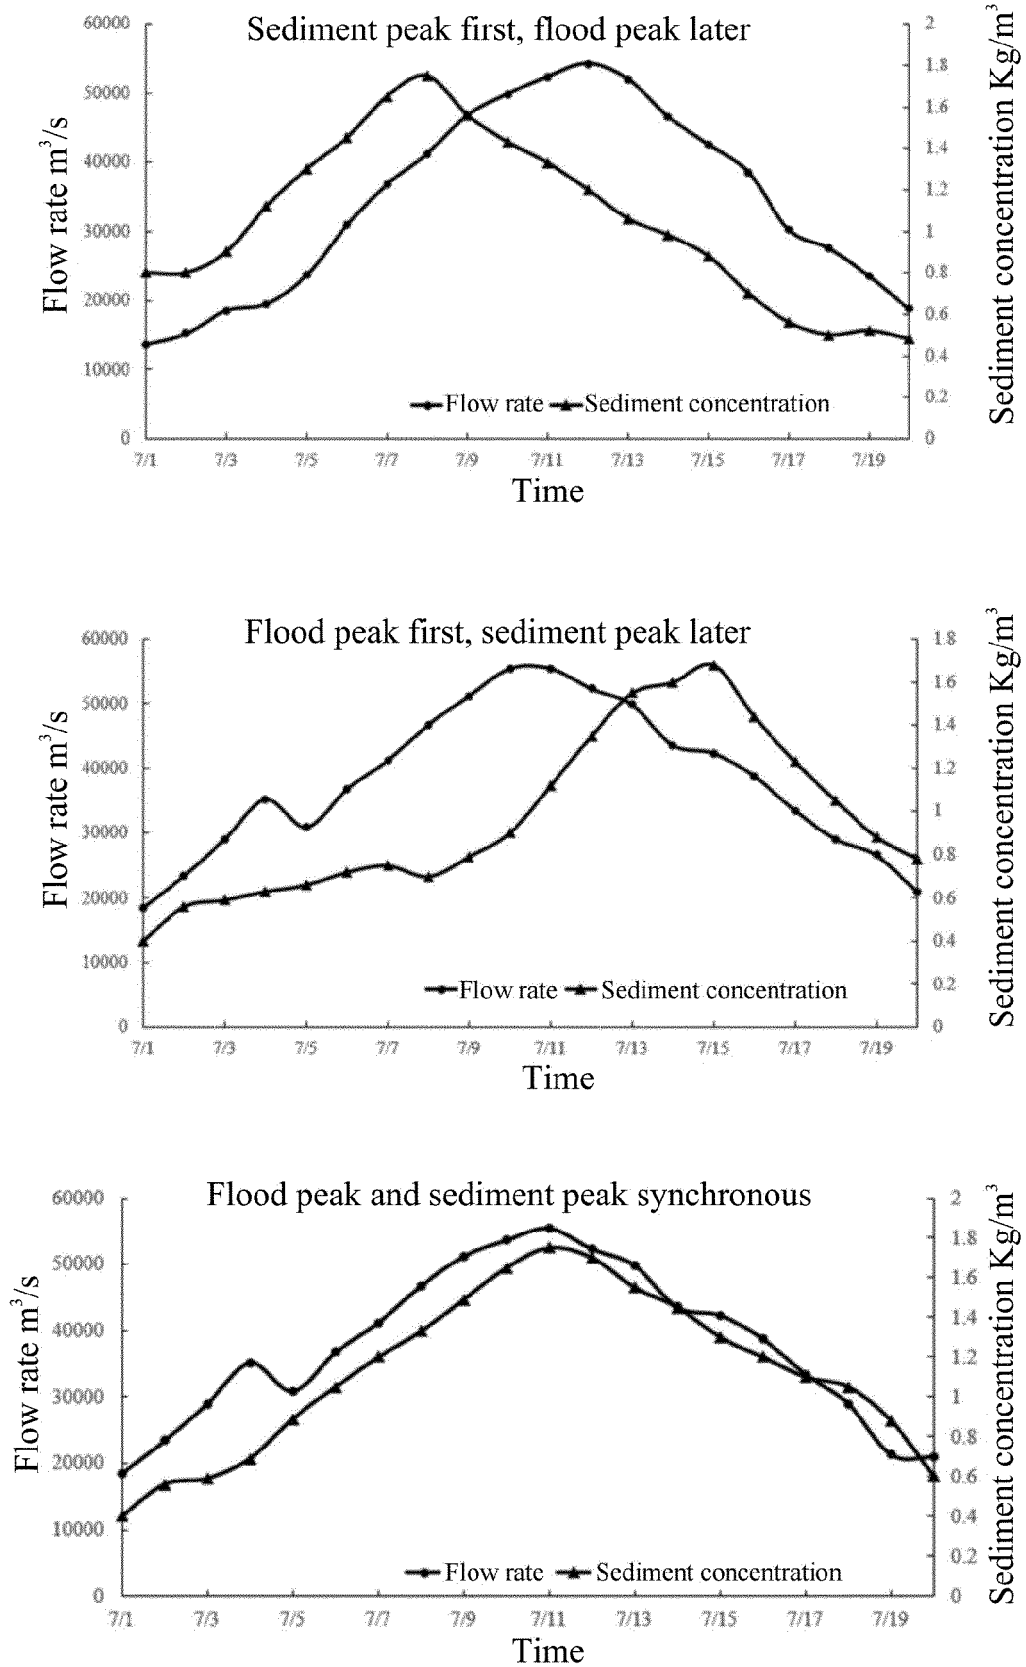 Sediment peak first, flood peak later
Flow rate m³/s
60000
50000
40000
30000
20000
10000
0
2
1.8
1.6
1.4
1.2
1
0.8
0.6
0.4
0.2
0
Sediment concentration Kg/m³
Flow rate Sediment concentration
7/1 7/3 7/5 7/7 7/9 7/11 7/13 7/15 7/17 7/19
Time
Flood peak first, sediment peak later
Flow rate m³/s
60000
50000
40000
30000
20000
10000
0
1.8
1.6
1.4
1.2
1
0.8
0.6
0.4
0.2
0
Sediment concentration Kg/m³
Flow rate Sediment concentration
7/1 7/3 7/5 7/7 7/9 7/11 7/13 7/15 7/17 7/19
Time
Flood peak and sediment peak synchronous
Flow rate m³/s
60000
50000
40000
30000
20000
10000
0
2
1.8
1.6
1.4
1.2
1
0.8
0.6
0.4
0.2
0
Sediment concentration Kg/m³
Flow rate Sediment concentration
7/1 7/3 7/5 7/7 7/9 7/11 7/13 7/15 7/17 7/19
Time